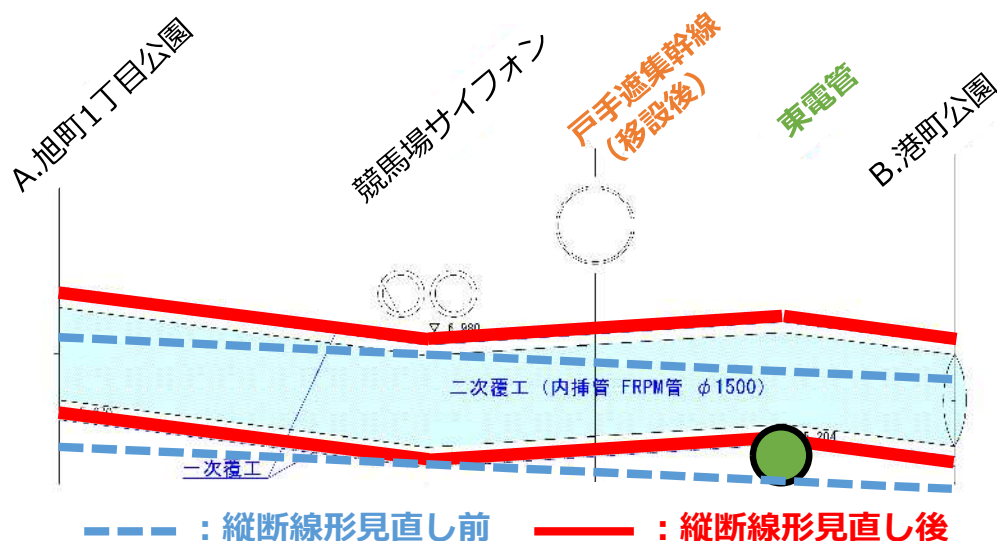 A.旭町1丁目公園
競馬場サイフォン
戸手遮集幹線
(移設後)
東電管
B.港町公園
二次覆工 (内挿管 FRPM管 φ1500)
一次覆工
:縦断線形見直し前
:縦断線形見直し後